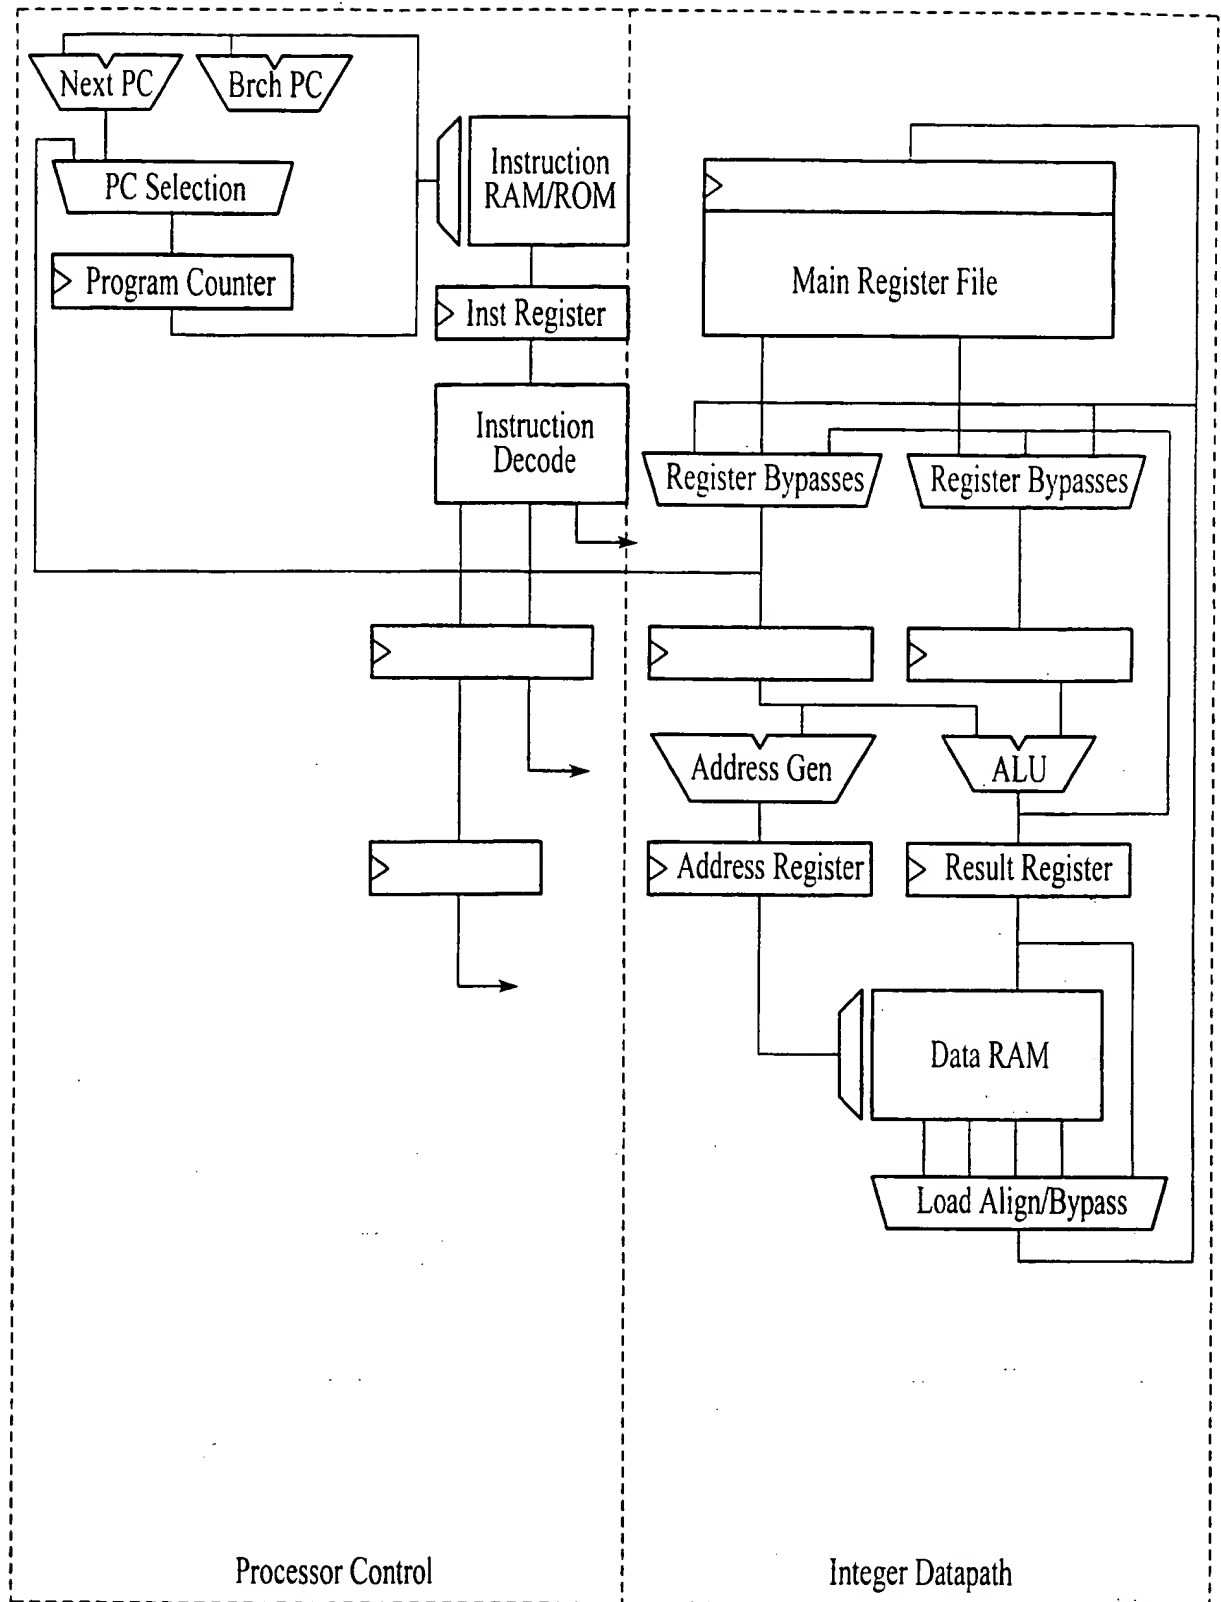 Next PC
Brch PC
PC Selection
Program Counter
Instruction
RAM/ROM
Inst Register
Instruction
Decode
Main Register File
Register Bypasses
Register Bypasses
Address Gen
ALU
Address Register
Result Register
Data RAM
Load Align/Bypass
Processor Control
Integer Datapath